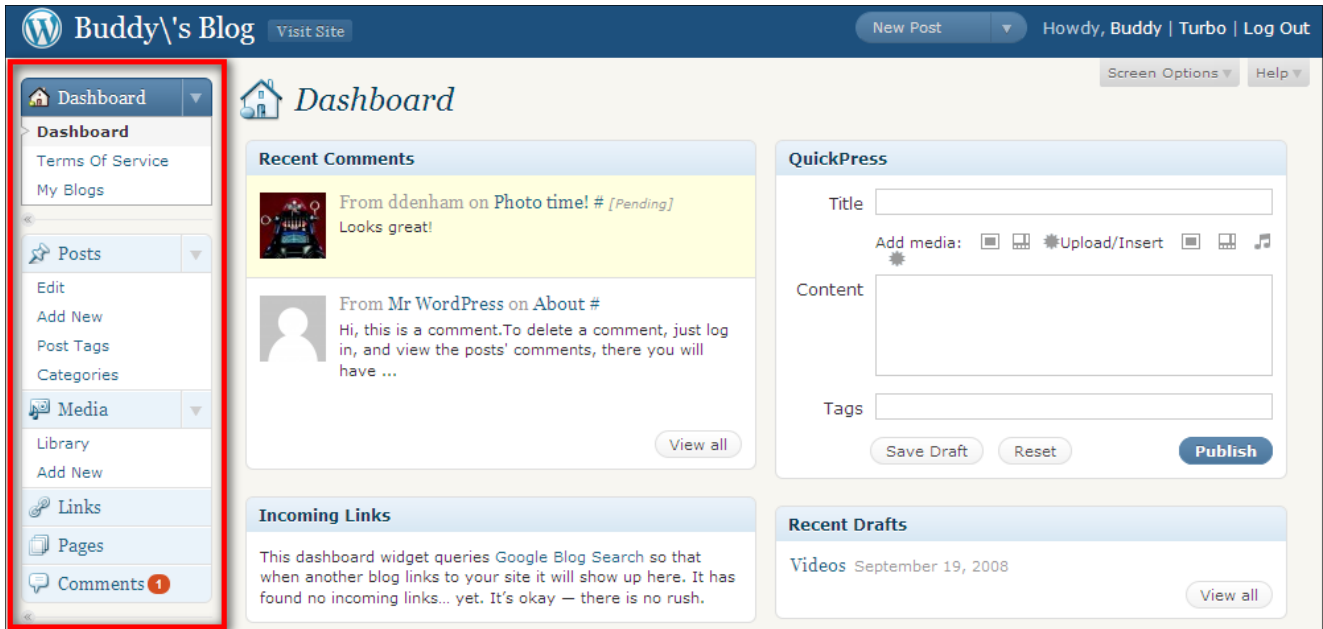 Buddy\'s Blog Visit Site
New Post
Howdy, Buddy | Turbo | Log Out
Screen Options
Help
Dashboard
Dashboard
Terms Of Service
My Blogs
Posts
Edit
Add New
Post Tags
Categories
Media
Library
Add New
Links
Pages
Comments 1
Dashboard
Recent Comments
From ddenham on Photo time! # [Pending]
Looks great!
From Mr WordPress on About #
Hi, this is a comment.To delete a comment, just log
in, and view the posts' comments, there you will
have ...
View all
Incoming Links
This dashboard widget queries Google Blog Search so that
when another blog links to your site it will show up here. It has
found no incoming links... yet. It's okay — there is no rush.
QuickPress
Title
Add media: Upload/Insert
Content
Tags
Save Draft Reset Publish
Recent Drafts
Videos September 19, 2008
View all